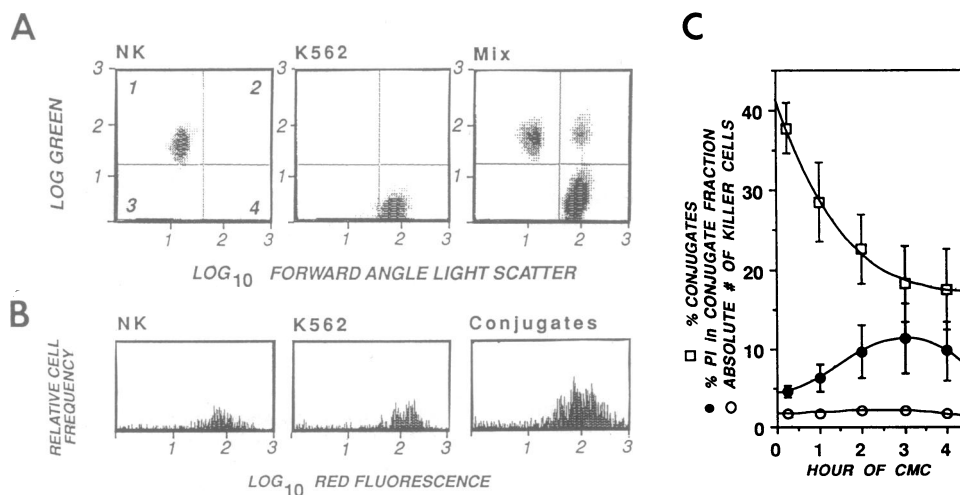 A
NK
K562
Mix
LOG GREEN
3
2
1
1
2
3
4
1
2
3
1
2
3
3
2
1
1
2
3
LOG10 FORWARD ANGLE LIGHT SCATTER
B
NK
K562
Conjugates
RELATIVE CELL
FREQUENCY
1
2
3
1
2
3
1
2
3
LOG10 RED FLUORESCENCE
C
□ % CONJUGATES
● % PI in CONJUGATE FRACTION
○ ABSOLUTE # OF KILLER CELLS
40
30
20
10
0
0
1
2
3
4
HOUR OF CMC